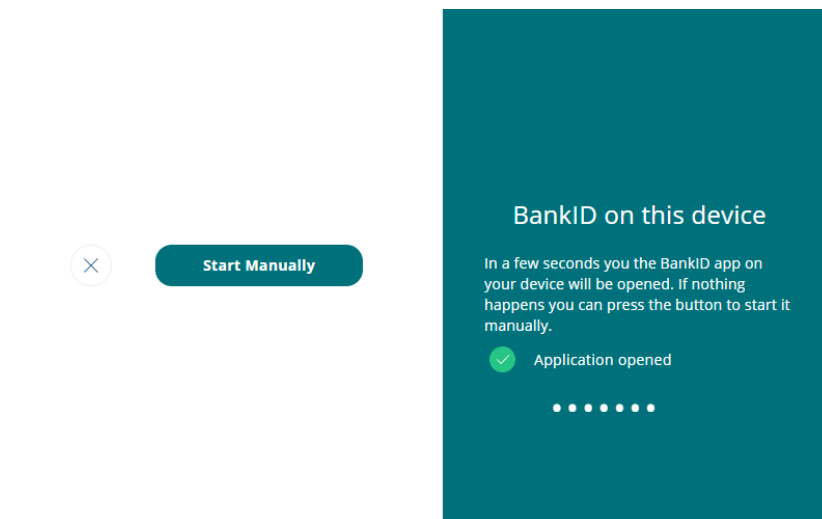 Start Manually
BankID on this device
In a few seconds you the BankID app on
your device will be opened. If nothing
happens you can press the button to start it
manually.
Application opened